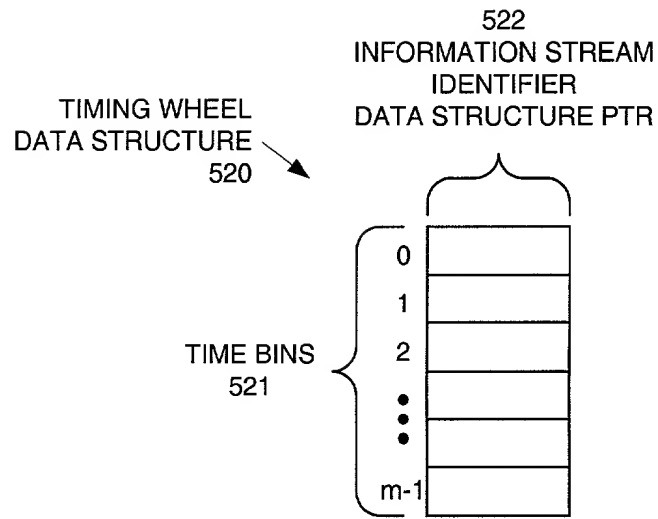 522
INFORMATION STREAM
IDENTIFIER
DATA STRUCTURE PTR
TIMING WHEEL
DATA STRUCTURE
520
0
1
2
TIME BINS
521
m-1